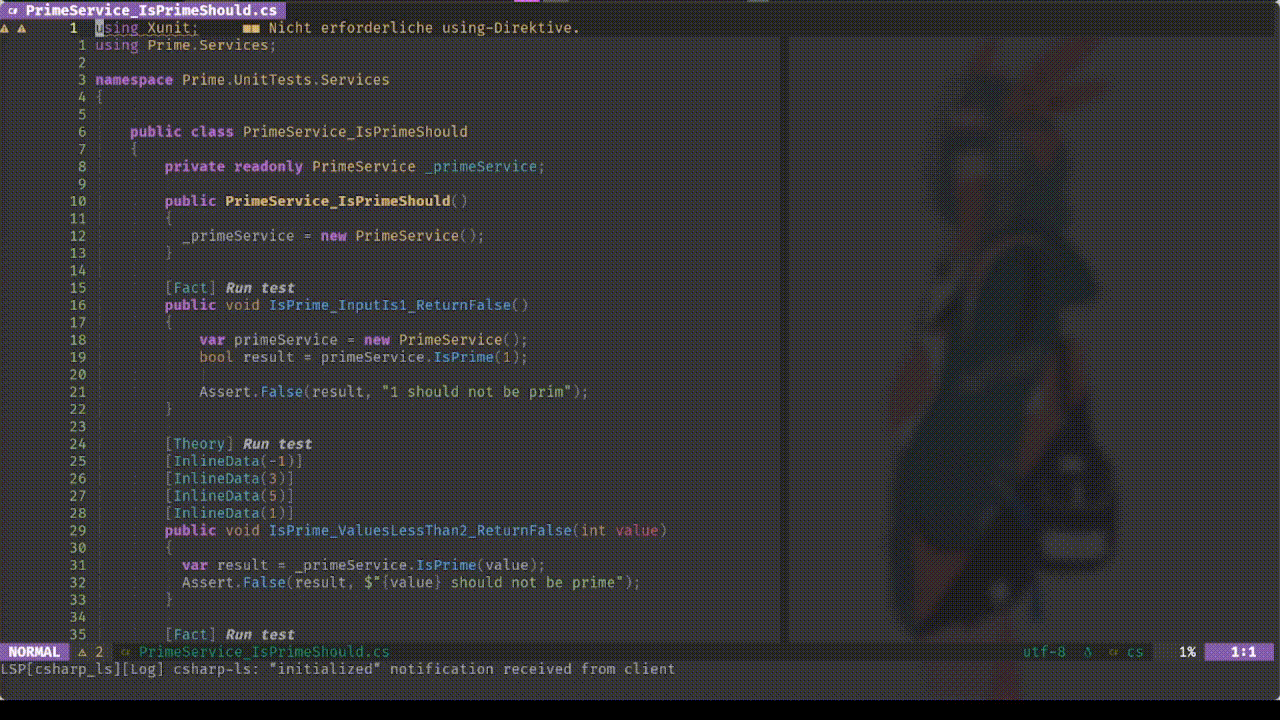 PrimeService_IsPrimeShould.cs
1 using Xunit; ■■ Nicht erforderliche using-Direktive.
1 using Prime.Services;
2
3 namespace Prime.UnitTests.Services
4 {
5
6 public class PrimeService_IsPrimeShould
7 {
8 private readonly PrimeService _primeService;
9
10 public PrimeService_IsPrimeShould()
11 {
12 _primeService = new PrimeService();
13 }
14
15 [Fact] Run test
16 public void IsPrime_InputIs1_ReturnFalse()
17 {
18 var primeService = new PrimeService();
19 bool result = primeService.IsPrime(1);
20
21 Assert.False(result, "1 should not be prim");
22 }
23
24 [Theory] Run test
25 [InlineData(-1)]
26 [InlineData(3)]
27 [InlineData(5)]
28 [InlineData(1)]
29 public void IsPrime_ValuesLessThan2_ReturnFalse(int value)
30 {
31 var result = _primeService.IsPrime(value);
32 Assert.False(result, $"{value} should not be prime");
33 }
34
35 [Fact] Run test
NORMAL ⚠ 2 PrimeService_IsPrimeShould.cs utf-8 cs 1% 1:1
LSP[csharp_ls][Log] csharp-ls: "initialized" notification received from client